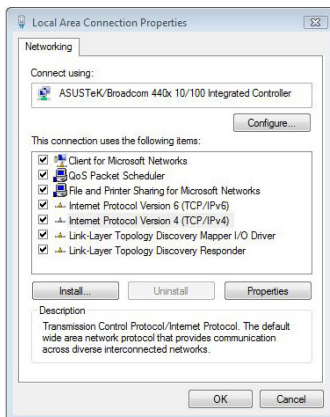 Local Area Connection Properties
Networking
Connect using:
ASUSTeK/Broadcom 440x 10/100 Integrated Controller
Configure...
This connection uses the following items:
Client for Microsoft Networks
QoS Packet Scheduler
File and Printer Sharing for Microsoft Networks
Internet Protocol Version 6 (TCP/IPv6)
Internet Protocol Version 4 (TCP/IPv4)
Link-Layer Topology Discovery Mapper I/O Driver
Link-Layer Topology Discovery Responder
Install... Uninstall Properties
Description
Transmission Control Protocol/Internet Protocol. The default
wide area network protocol that provides communication
across diverse interconnected networks.
OK Cancel